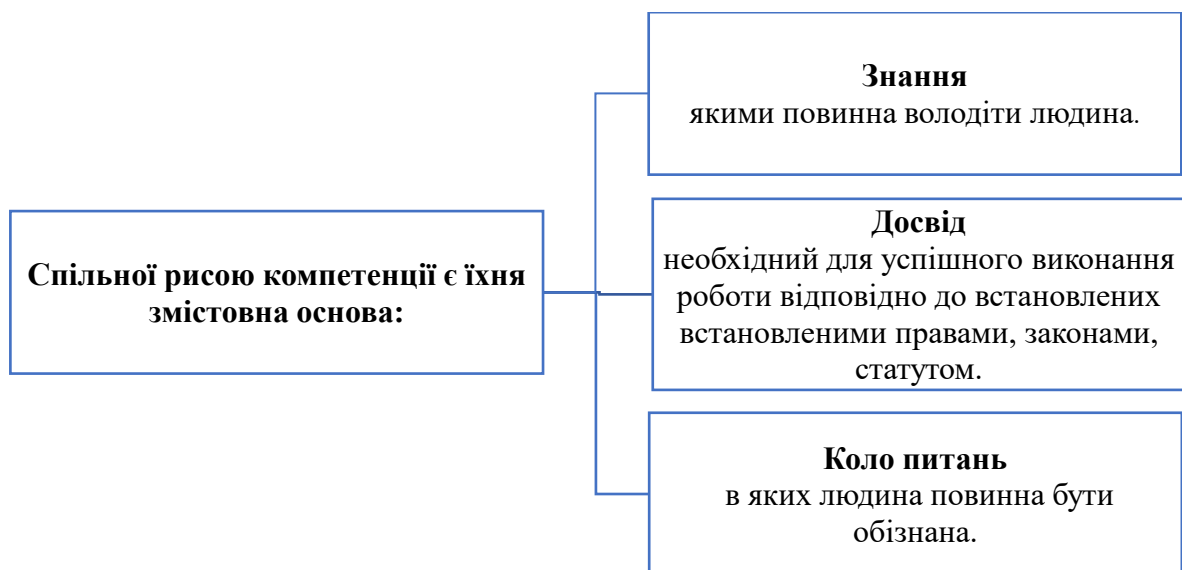 Спільної рисою компетенції є їхня
змістовна основа:
Знання
якими повинна володіти людина.
Досвід
необхідний для успішного виконання
роботи відповідно до встановлених
встановленими правами, законами,
статутом.
Коло питань
в яких людина повинна бути
обізнана.